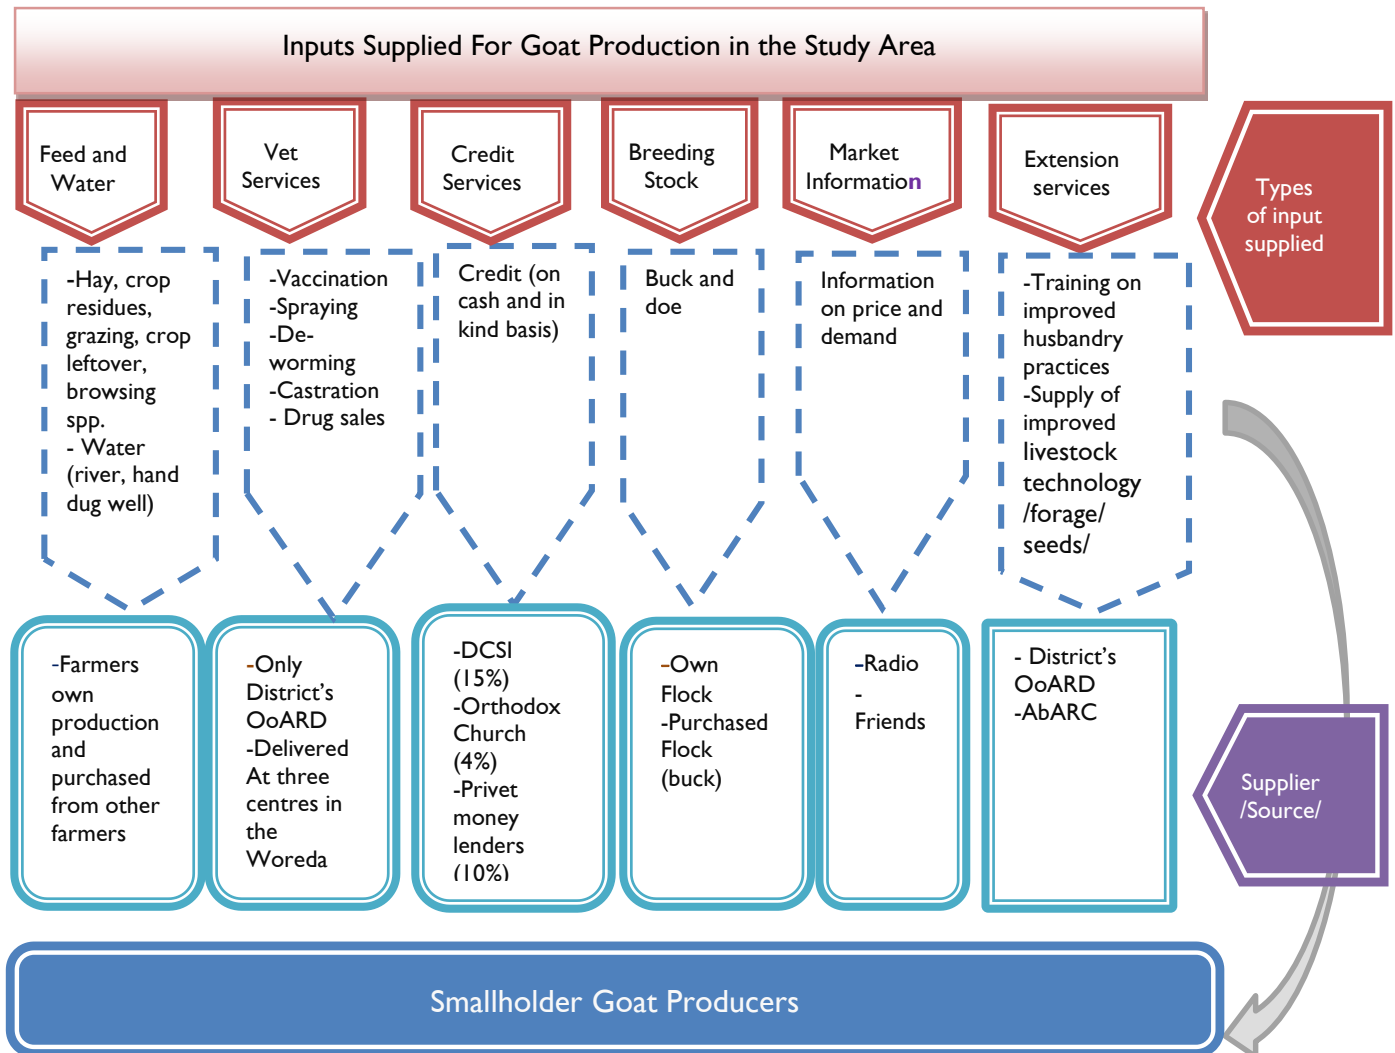 Inputs Supplied For Goat Production in the Study Area
Feed and
Water
Vet
Services
Credit
Services
Breeding
Stock
Market
Information
Extension
services
Types
of input
supplied
-Hay, crop
residues,
grazing, crop
leftover,
browsing
spp.
- Water
(river, hand
dug well)
-Vaccination
-Spraying
-De-
worming
-Castration
- Drug sales
Credit (on
cash and in
kind basis)
Buck and
doe
Information
on price and
demand
-Training on
improved
husbandry
practices
-Supply of
improved
livestock
technology
/forage/
seeds/
-Farmers
own
production
and
purchased
from other
farmers
-Only
District's
OoARD
-Delivered
At three
centres in
the
Woreda
-DCSI
(15%)
-Orthodox
Church
(4%)
-Privet
money
lenders
(10%)
-Own
Flock
-Purchased
Flock
(buck)
-Radio
-
Friends
- District's
OoARD
-AbARC
Supplier
/Source/
Smallholder Goat Producers